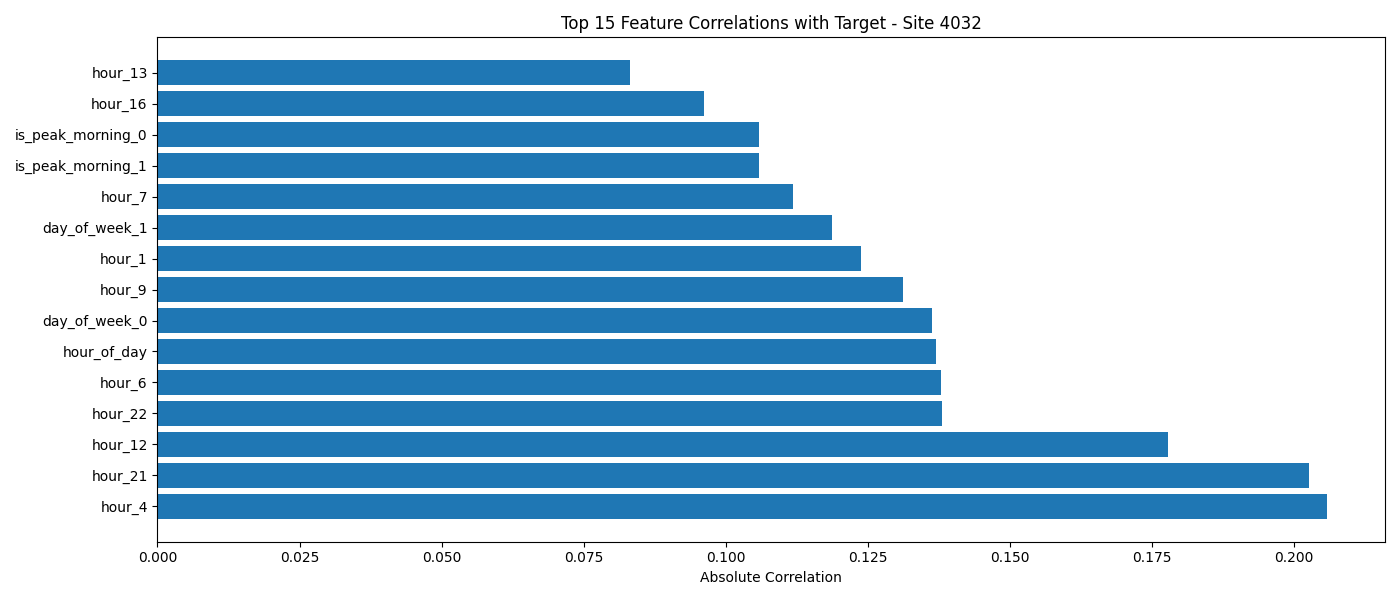 Top 15 Feature Correlations with Target - Site 4032
hour_13
hour_16
is_peak_morning_0
is_peak_morning_1
hour_7
day_of_week_1
hour_1
hour_9
day_of_week_0
hour_of_day
hour_6
hour_22
hour_12
hour_21
hour_4
0.000 0.025 0.050 0.075 0.100 0.125 0.150 0.175 0.200
Absolute Correlation